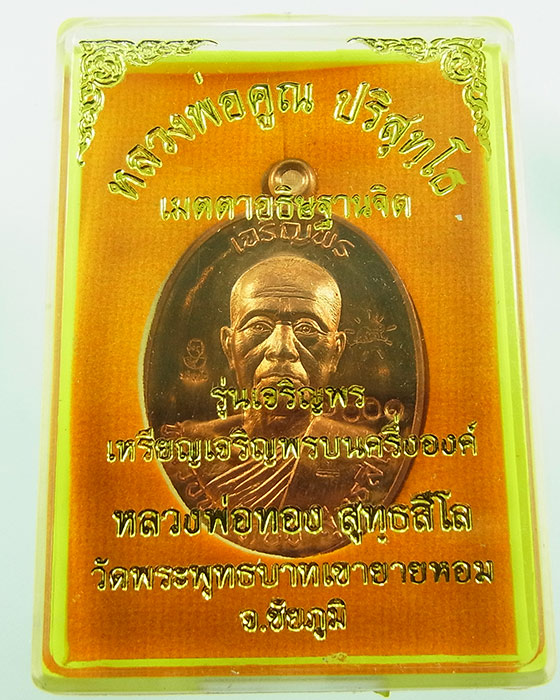 หลวงพ่อคูณ ปริสุทฺโธ
เมตตาอธิษฐานจิต
เจริญพร
รุ่นเจริญพร
เหรียญเจริญพรบนครึ่งองค์
หลวงพ่อทอง สุทฺธสีโล
วัดพระพุทธบาทเขายายหอม
จ.ชัยภูมิ